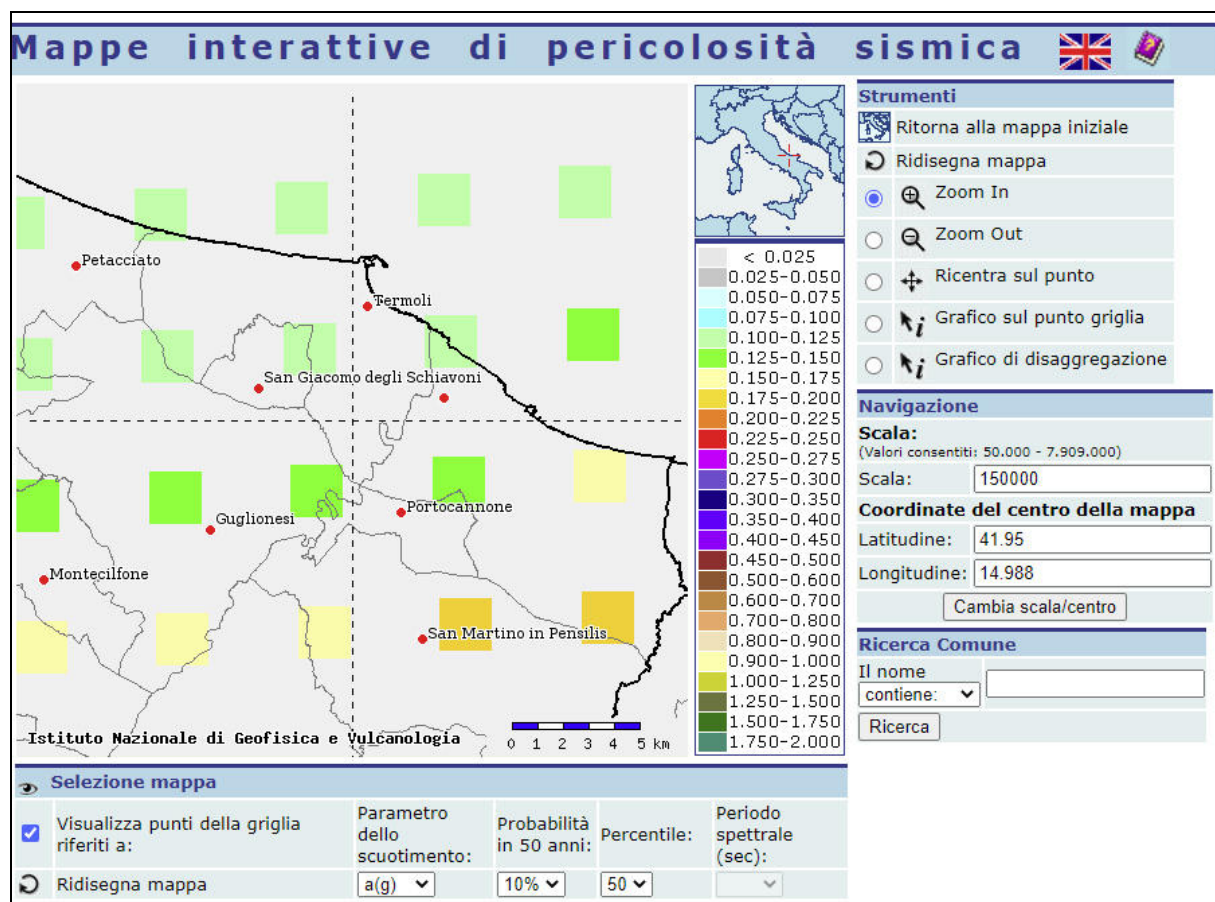 Mappe interattive di pericolosità sismica
Petacciato
Termoli
San Giacomo degli Schiavoni
Guglionesi
Portocannone
Montecilfone
San Martino in Pensilis
Istituto Nazionale di Geofisica e Vulcanologia
0 1 2 3 4 5 km
< 0.025
0.025-0.050
0.050-0.075
0.075-0.100
0.100-0.125
0.125-0.150
0.150-0.175
0.175-0.200
0.200-0.225
0.225-0.250
0.250-0.275
0.275-0.300
0.300-0.350
0.350-0.400
0.400-0.450
0.450-0.500
0.500-0.600
0.600-0.700
0.700-0.800
0.800-0.900
0.900-1.000
1.000-1.250
1.250-1.500
1.500-1.750
1.750-2.000
Strumenti
Ritorna alla mappa iniziale
Ridisegna mappa
Zoom In
Zoom Out
Ricentra sul punto
Grafico sul punto griglia
Grafico di disaggregazione
Navigazione
Scala:
(Valori consentiti: 50.000 - 7.909.000)
Scala: 150000
Coordinate del centro della mappa
Latitudine: 41.95
Longitudine: 14.988
Cambia scala/centro
Ricerca Comune
Il nome
contiene:
Ricerca
Selezione mappa
Visualizza punti della griglia
riferiti a:
Parametro
dello
scuotimento:
Probabilità
in 50 anni:
Percentile:
Periodo
spettrale
(sec):
Ridisegna mappa
a(g)
10%
50